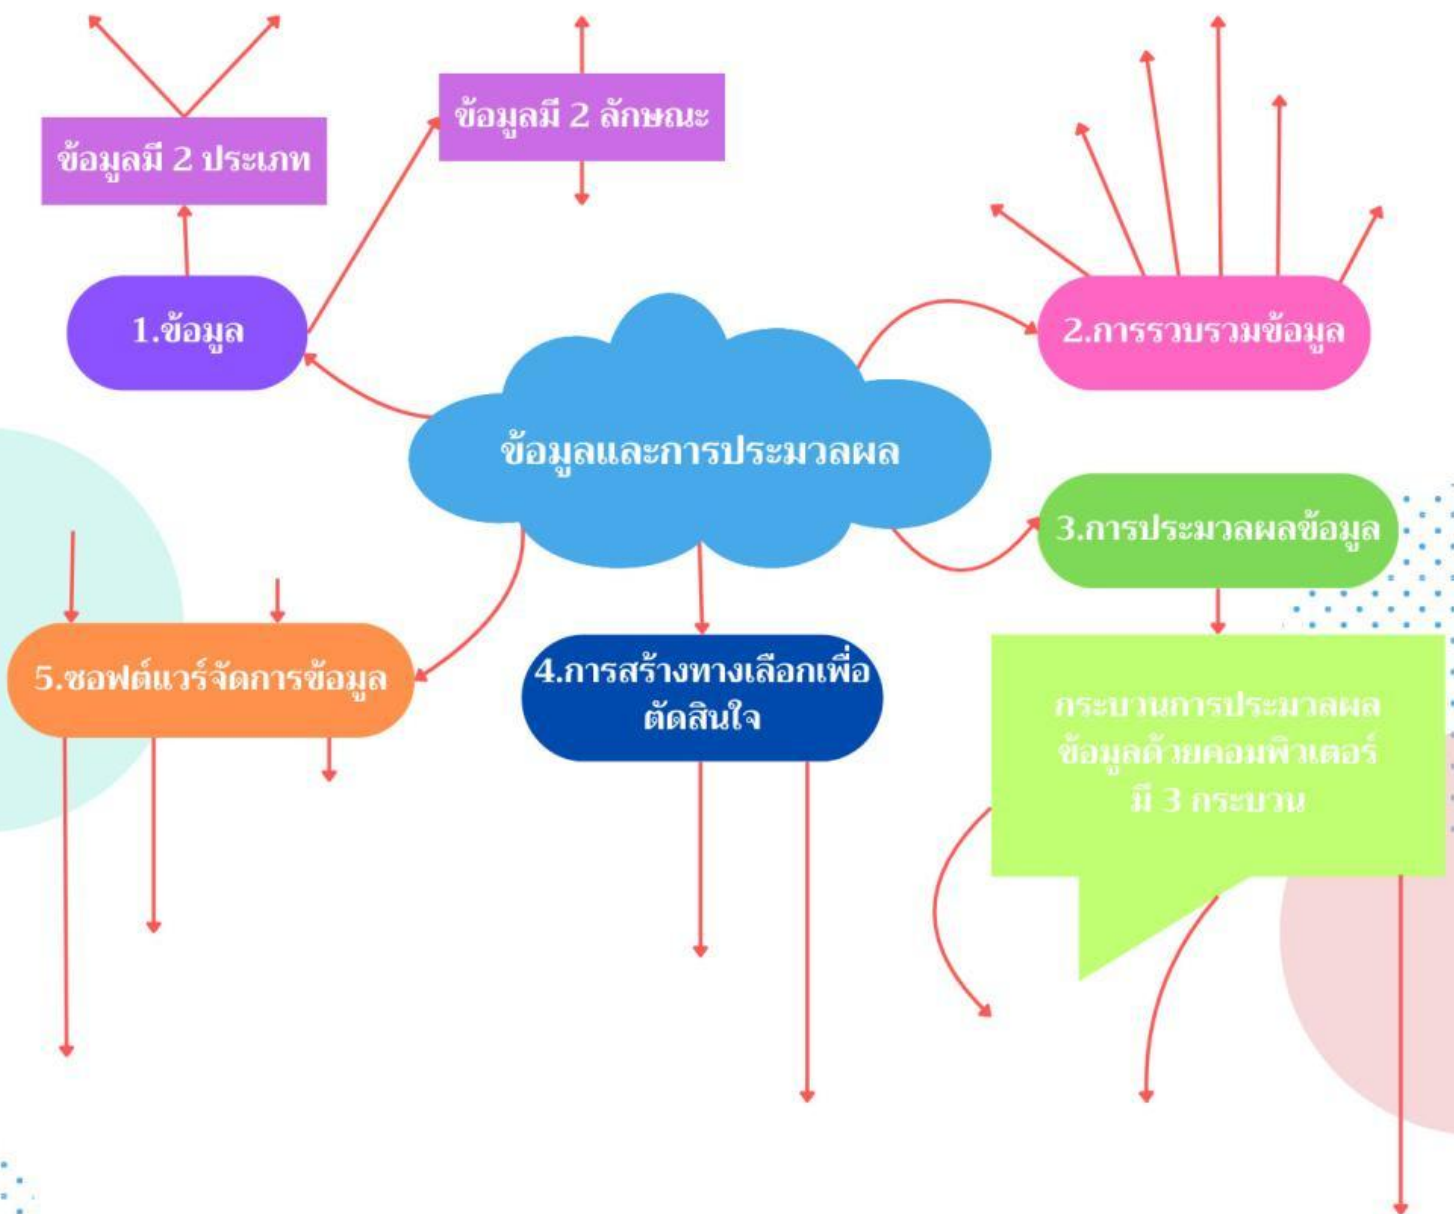 ข้อมูลมี 2 ลักษณะ
ข้อมูลมี 2 ประเภท
1.ข้อมูล
2.การรวบรวมข้อมูล
ข้อมูลและการประมวลผล
3.การประมวลผลข้อมูล
5.ซอฟต์แวร์จัดการข้อมูล
4.การสร้างทางเลือกเพื่อ
ตัดสินใจ
กระบวนการประมวลผล
ข้อมูลด้วยคอมพิวเตอร์
มี 3 กระบวน